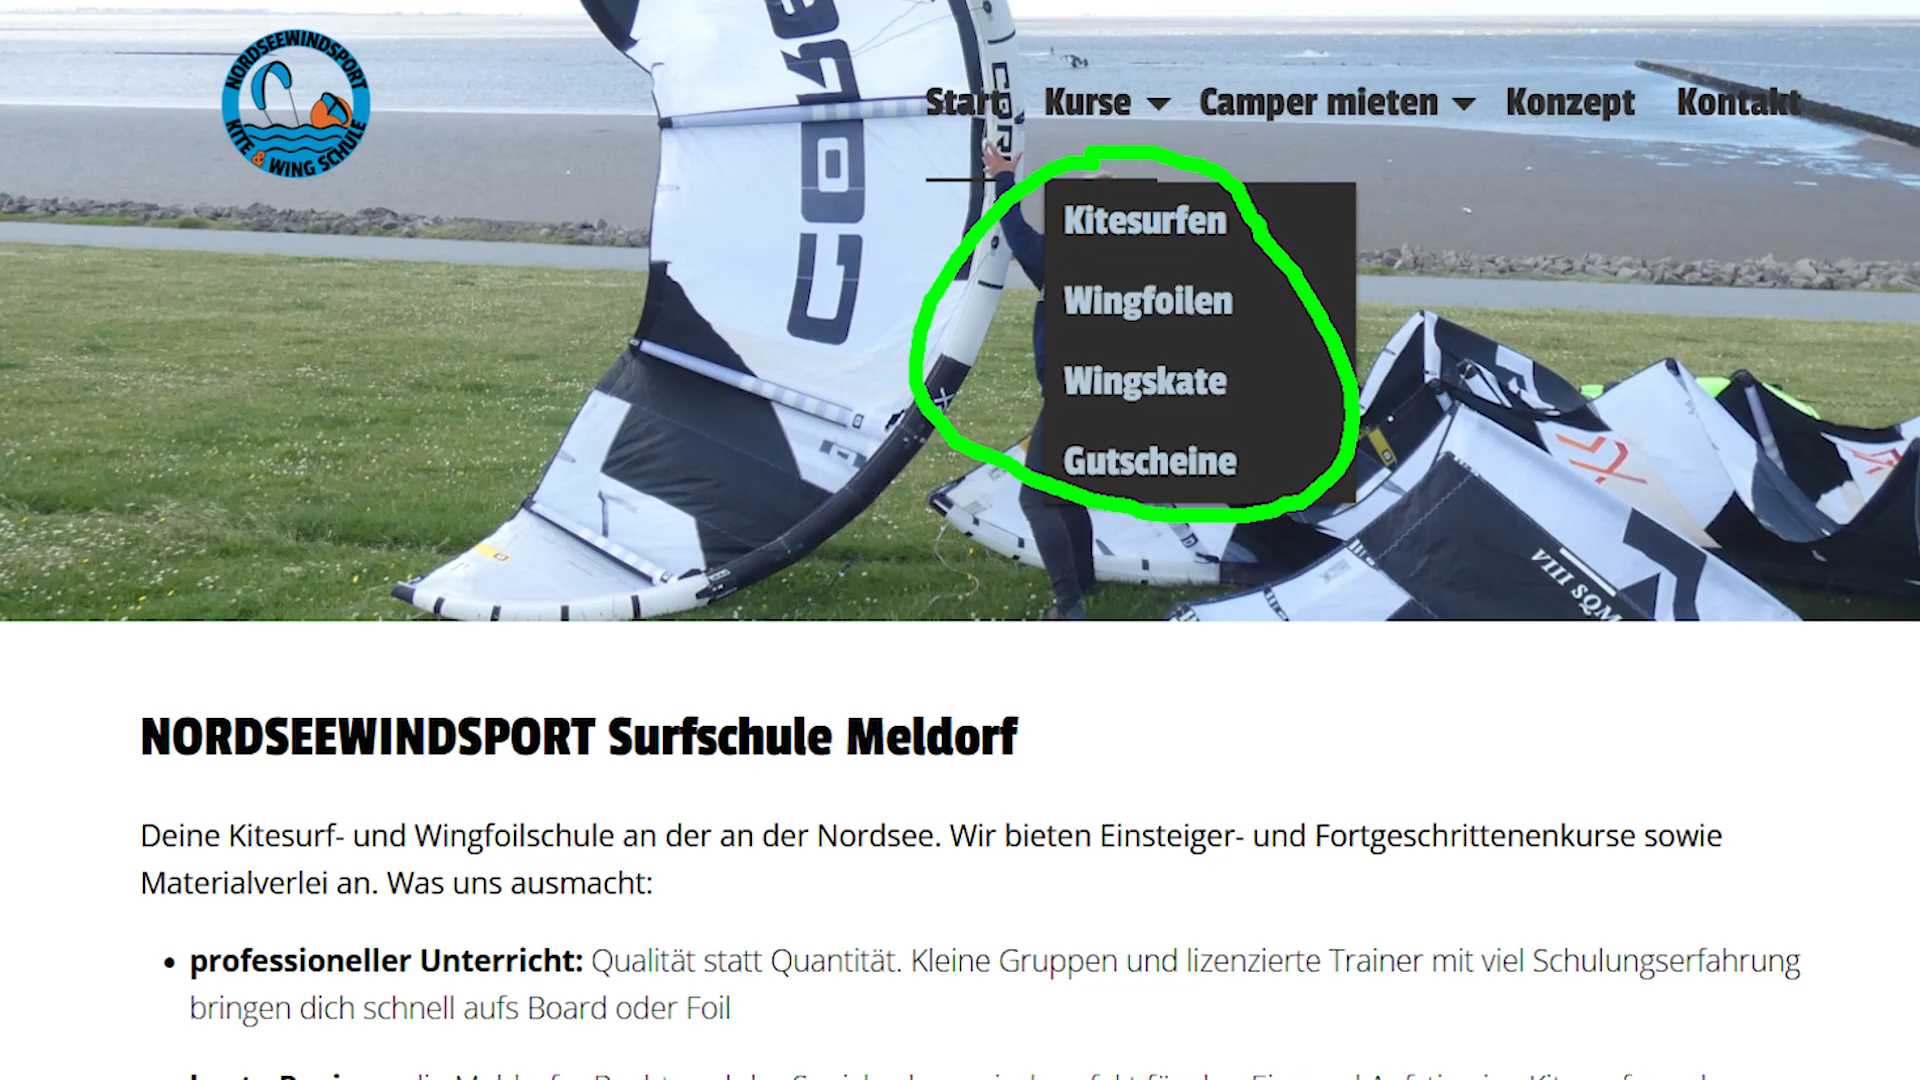 NORDSEEWINDSPORT
KITE & WING SCHULE
Start Kurse Camper mieten Konzept Kontakt
Kitesurfen
Wingfoilen
Wingskate
Gutscheine
VIII SQM
NORDSEEWINDSPORT Surfschule Meldorf
Deine Kitesurf- und Wingfoilschule an der an der Nordsee. Wir bieten Einsteiger- und Fortgeschrittenenkurse sowie
Materialverlei an. Was uns ausmacht:
• professioneller Unterricht: Qualität statt Quantität. Kleine Gruppen und lizenzierte Trainer mit viel Schulungserfahrung
bringen dich schnell aufs Board oder Foil